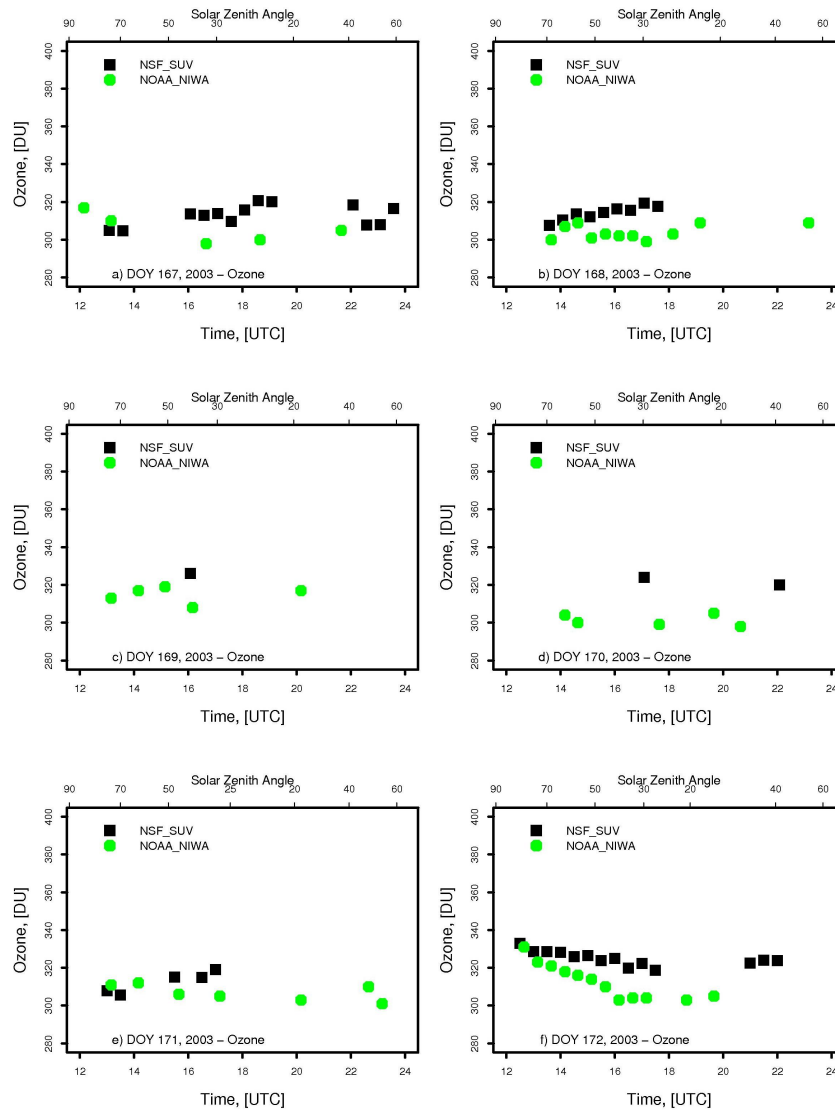 Solar Zenith Angle
90 70 50 40 30 20 40 60
Ozone, [DU]
400
380
360
340
320
300
280
NSF_SUV
NOAA_NIWA
a) DOY 167, 2003 – Ozone
12 14 16 18 20 22 24
Time, [UTC]
Solar Zenith Angle
90 70 50 30 20 40 60
Ozone, [DU]
400
380
360
340
320
300
280
NSF_SUV
NOAA_NIWA
b) DOY 168, 2003 – Ozone
12 14 16 18 20 22 24
Time, [UTC]
Solar Zenith Angle
90 70 50 40 30 20 40 60
Ozone, [DU]
400
380
360
340
320
300
280
NSF_SUV
NOAA_NIWA
c) DOY 169, 2003 – Ozone
12 14 16 18 20 22 24
Time, [UTC]
Solar Zenith Angle
90 70 50 30 20 40 60
Ozone, [DU]
400
380
360
340
320
300
280
NSF_SUV
NOAA_NIWA
d) DOY 170, 2003 – Ozone
12 14 16 18 20 22 24
Time, [UTC]
Solar Zenith Angle
90 70 50 40 25 20 40 60
Ozone, [DU]
400
380
360
340
320
300
280
NSF_SUV
NOAA_NIWA
e) DOY 171, 2003 – Ozone
12 14 16 18 20 22 24
Time, [UTC]
Solar Zenith Angle
90 70 50 30 20 40 60
Ozone, [DU]
400
380
360
340
320
300
280
NSF_SUV
NOAA_NIWA
f) DOY 172, 2003 – Ozone
12 14 16 18 20 22 24
Time, [UTC]